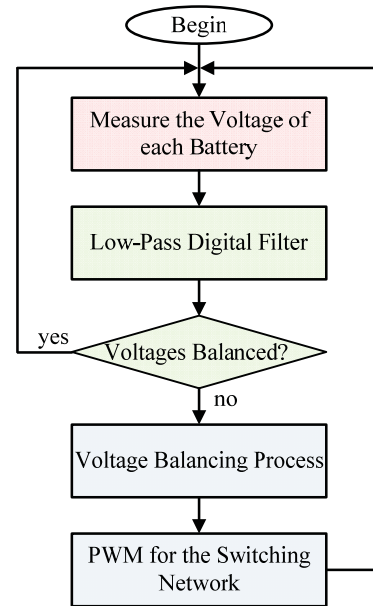 Begin
Measure the Voltage of
each Battery
Low-Pass Digital Filter
yes
Voltages Balanced?
no
Voltage Balancing Process
PWM for the Switching
Network